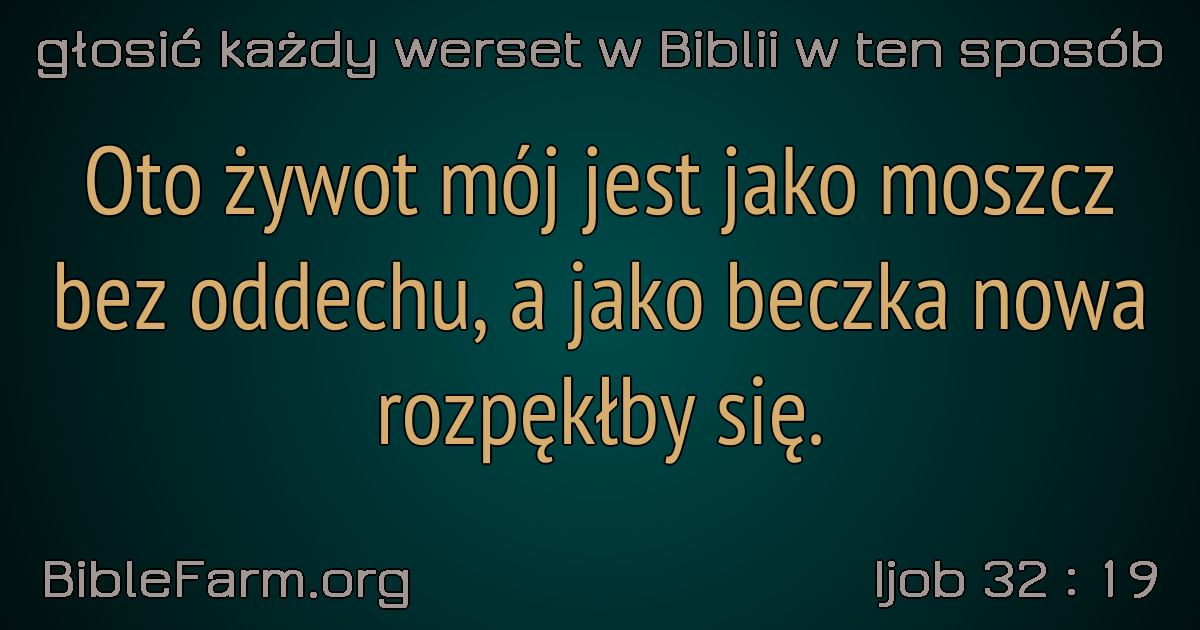 głosić każdy werset w Biblii w ten sposób
Oto żywot mój jest jako moszcz
bez oddechu, a jako beczka nowa
rozpękłby się.
BibleFarm.org
Ijob 32 : 19